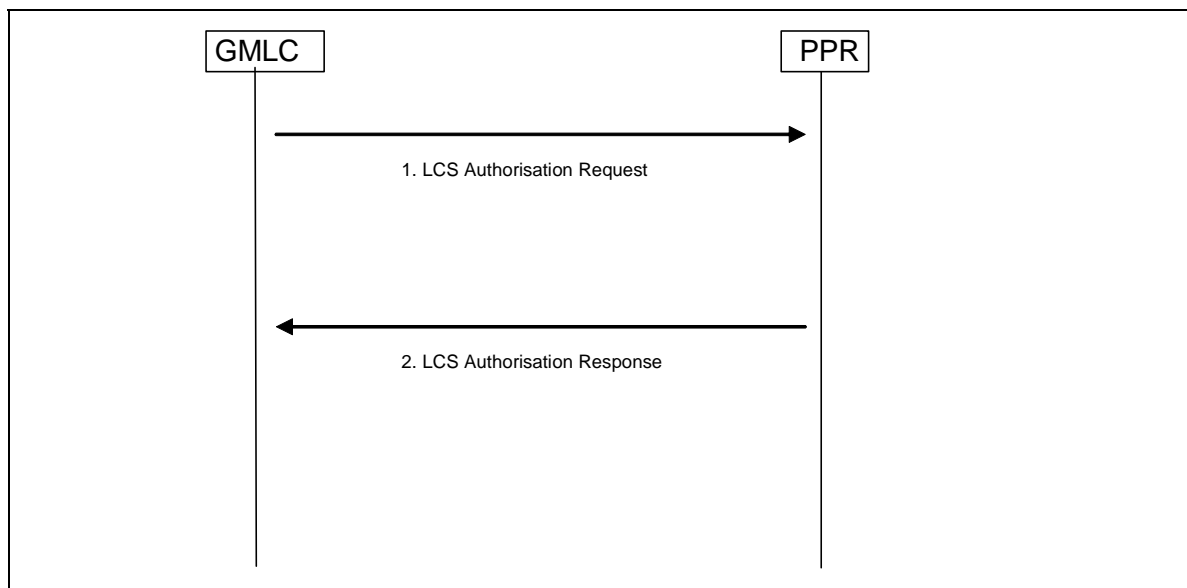 GMLC
PPR
1. LCS Authorisation Request
2. LCS Authorisation Response